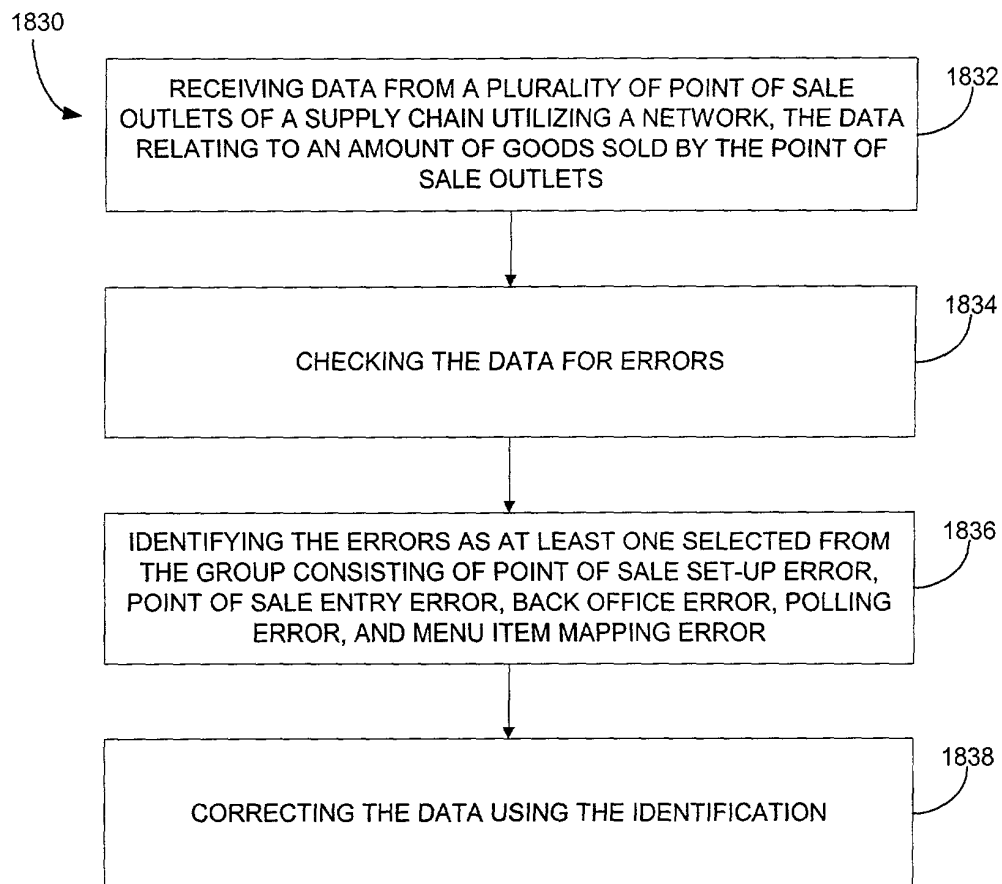 1830
1832
RECEIVING DATA FROM A PLURALITY OF POINT OF SALE
OUTLETS OF A SUPPLY CHAIN UTILIZING A NETWORK, THE DATA
RELATING TO AN AMOUNT OF GOODS SOLD BY THE POINT OF
SALE OUTLETS
1834
CHECKING THE DATA FOR ERRORS
1836
IDENTIFYING THE ERRORS AS AT LEAST ONE SELECTED FROM
THE GROUP CONSISTING OF POINT OF SALE SET-UP ERROR,
POINT OF SALE ENTRY ERROR, BACK OFFICE ERROR, POLLING
ERROR, AND MENU ITEM MAPPING ERROR
1838
CORRECTING THE DATA USING THE IDENTIFICATION